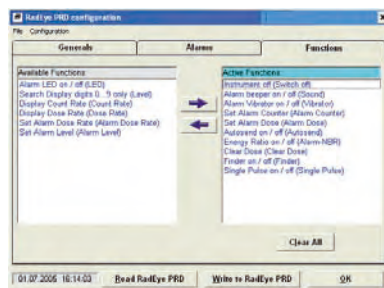 RadEye PRD configuration
File Configuration
Generals Alarms Functions
Available Functions:
Alarm LED on / off (LED)
Search Display digits 0...9 only (Level)
Display Count Rate (Count Rate)
Display Dose Rate (Dose Rate)
Set Alarm Dose Rate (Alarm Dose Rate)
Set Alarm Level (Alarm Level)
Active Functions:
Instrument off (Switch off)
Alarm beeper on / off (Sound)
Alarm Vibrator on / off (Vibrator)
Set Alarm Counter (Alarm Counter)
Set Alarm Dose (Alarm Dose)
Autosend on / off (Autosend)
Energy Ratio on / off (Alarm-NBR)
Clear Dose (Clear Dose)
Finder on / off (Finder)
Single Pulse on / off (Single Pulse)
Clear All
01.07.2005 16:14:03 Read RadEye PRD Write to RadEye PRD OK